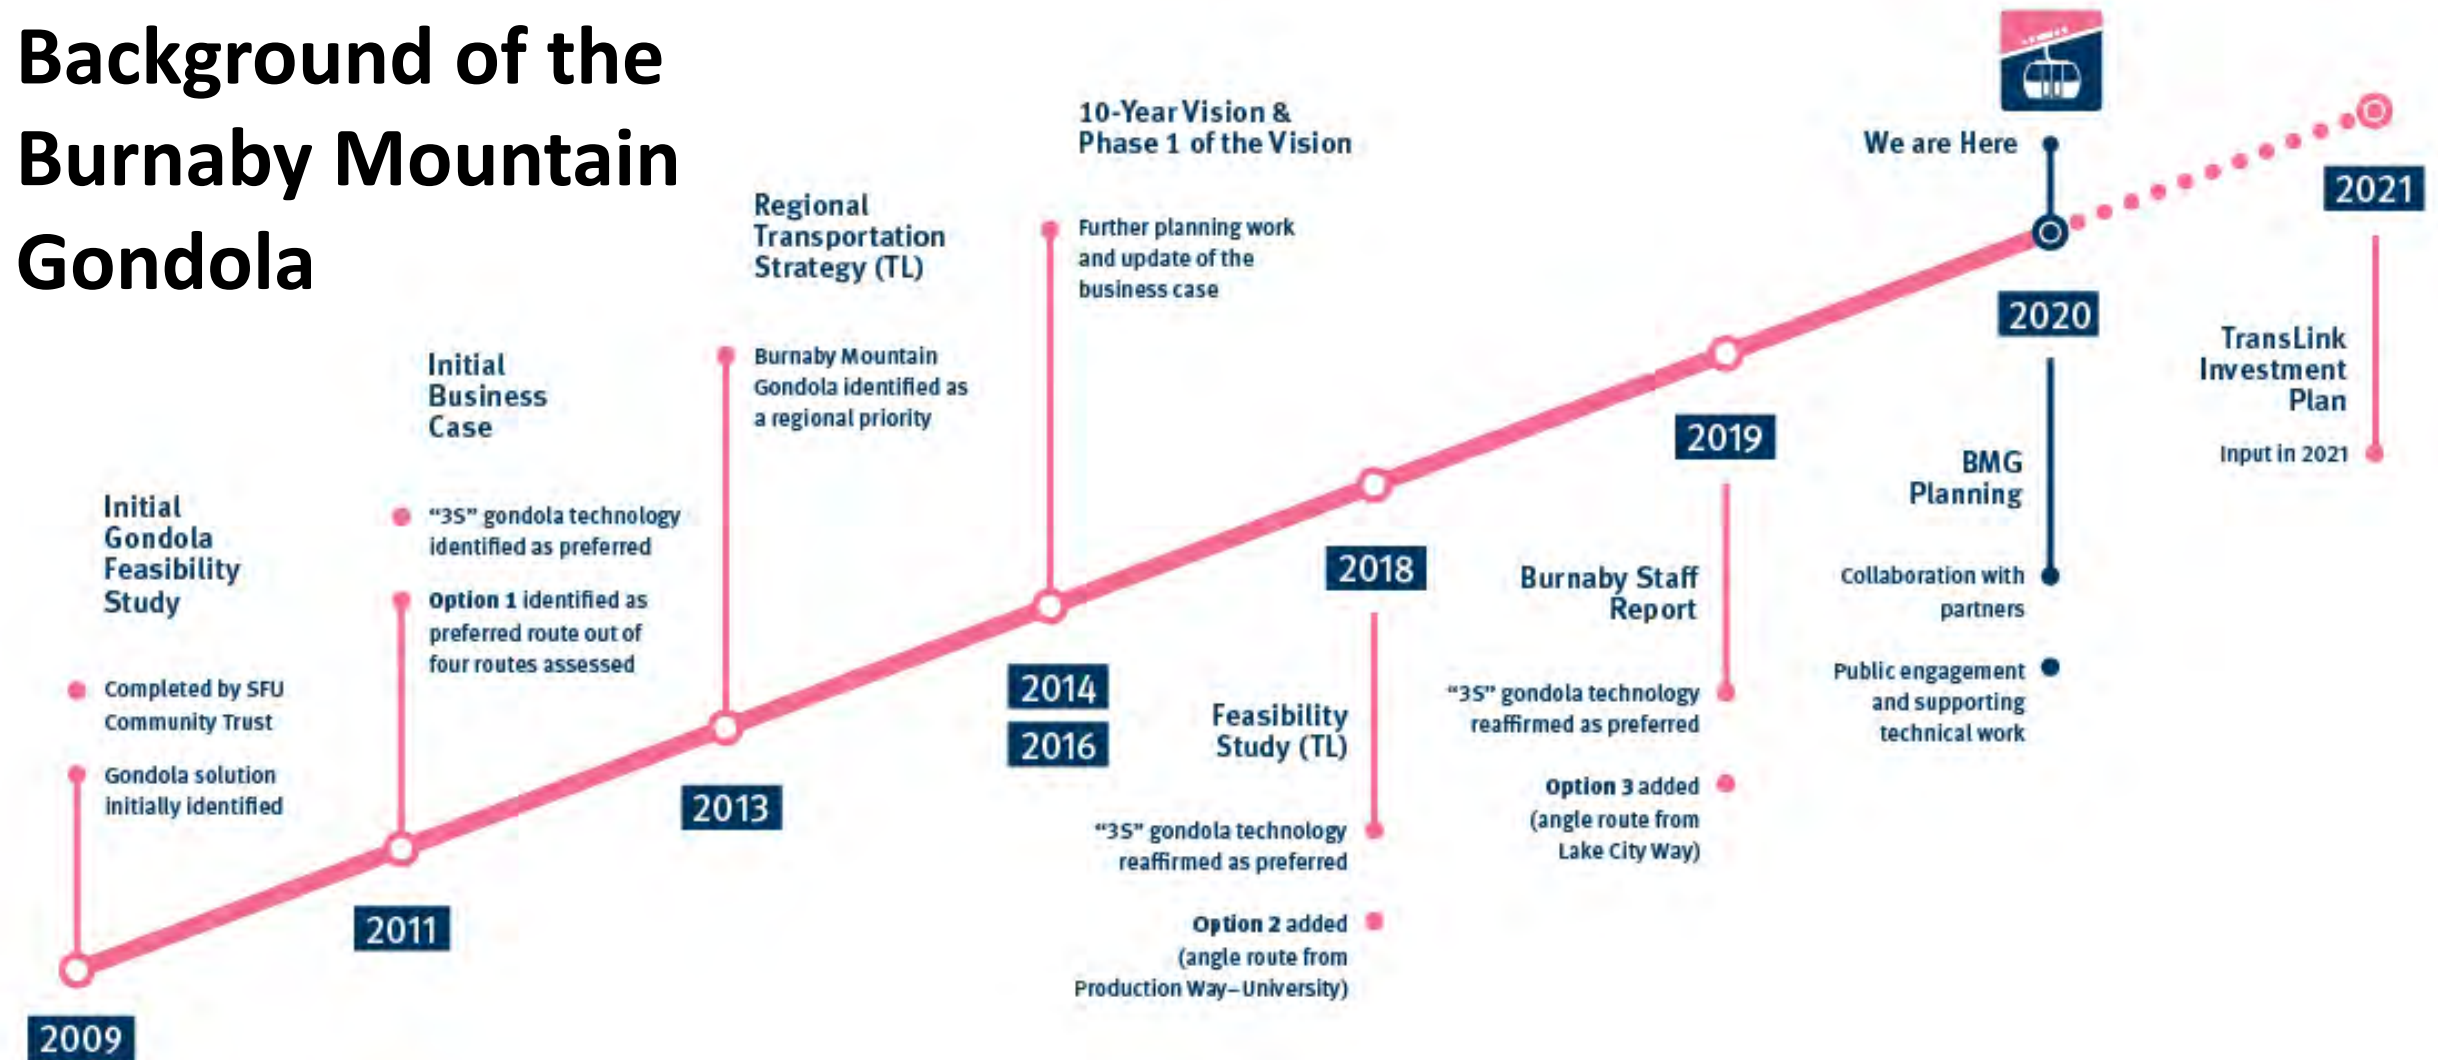 Background of the
Burnaby Mountain
Gondola
Initial
Gondola
Feasibility
Study
Completed by SFU
Community Trust
Gondola solution
initially identified
2009
Initial
Business
Case
“3S” gondola technology
identified as preferred
Option 1 identified as
preferred route out of
four routes assessed
2011
Regional
Transportation
Strategy (TL)
Burnaby Mountain
Gondola identified as
a regional priority
2013
10-Year Vision &
Phase 1 of the Vision
Further planning work
and update of the
business case
2014
2016
2018
Feasibility
Study (TL)
“3S” gondola technology
reaffirmed as preferred
Option 2 added
(angle route from
Production Way–University)
2019
Burnaby Staff
Report
“3S” gondola technology
reaffirmed as preferred
Option 3 added
(angle route from
Lake City Way)
We are Here
2020
BMG
Planning
Collaboration with
partners
Public engagement
and supporting
technical work
2021
TransLink
Investment
Plan
Input in 2021